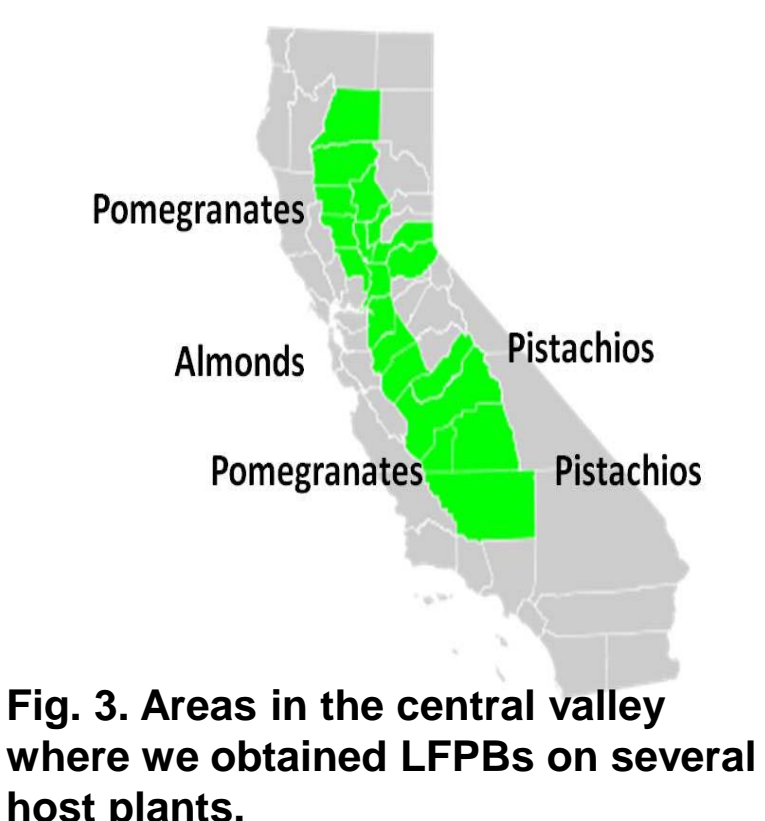 Pomegranates
Almonds
Pistachios
Pomegranates
Pistachios
Fig. 3. Areas in the central valley
where we obtained LFPBs on several
host plants.